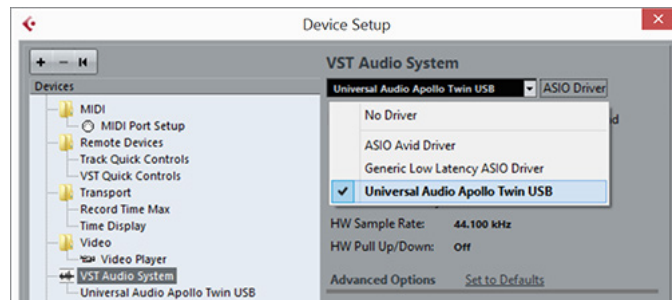 Device Setup
+ −
Devices
MIDI
MIDI Port Setup
Remote Devices
Track Quick Controls
VST Quick Controls
Transport
Record Time Max
Time Display
Video
Video Player
VST Audio System
Universal Audio Apollo Twin USB
VST Audio System
Universal Audio Apollo Twin USB ASIO Driver
No Driver
ASIO Avid Driver
Generic Low Latency ASIO Driver
Universal Audio Apollo Twin USB
HW Sample Rate: 44.100 kHz
HW Pull Up/Down: Off
Advanced Options Set to Defaults